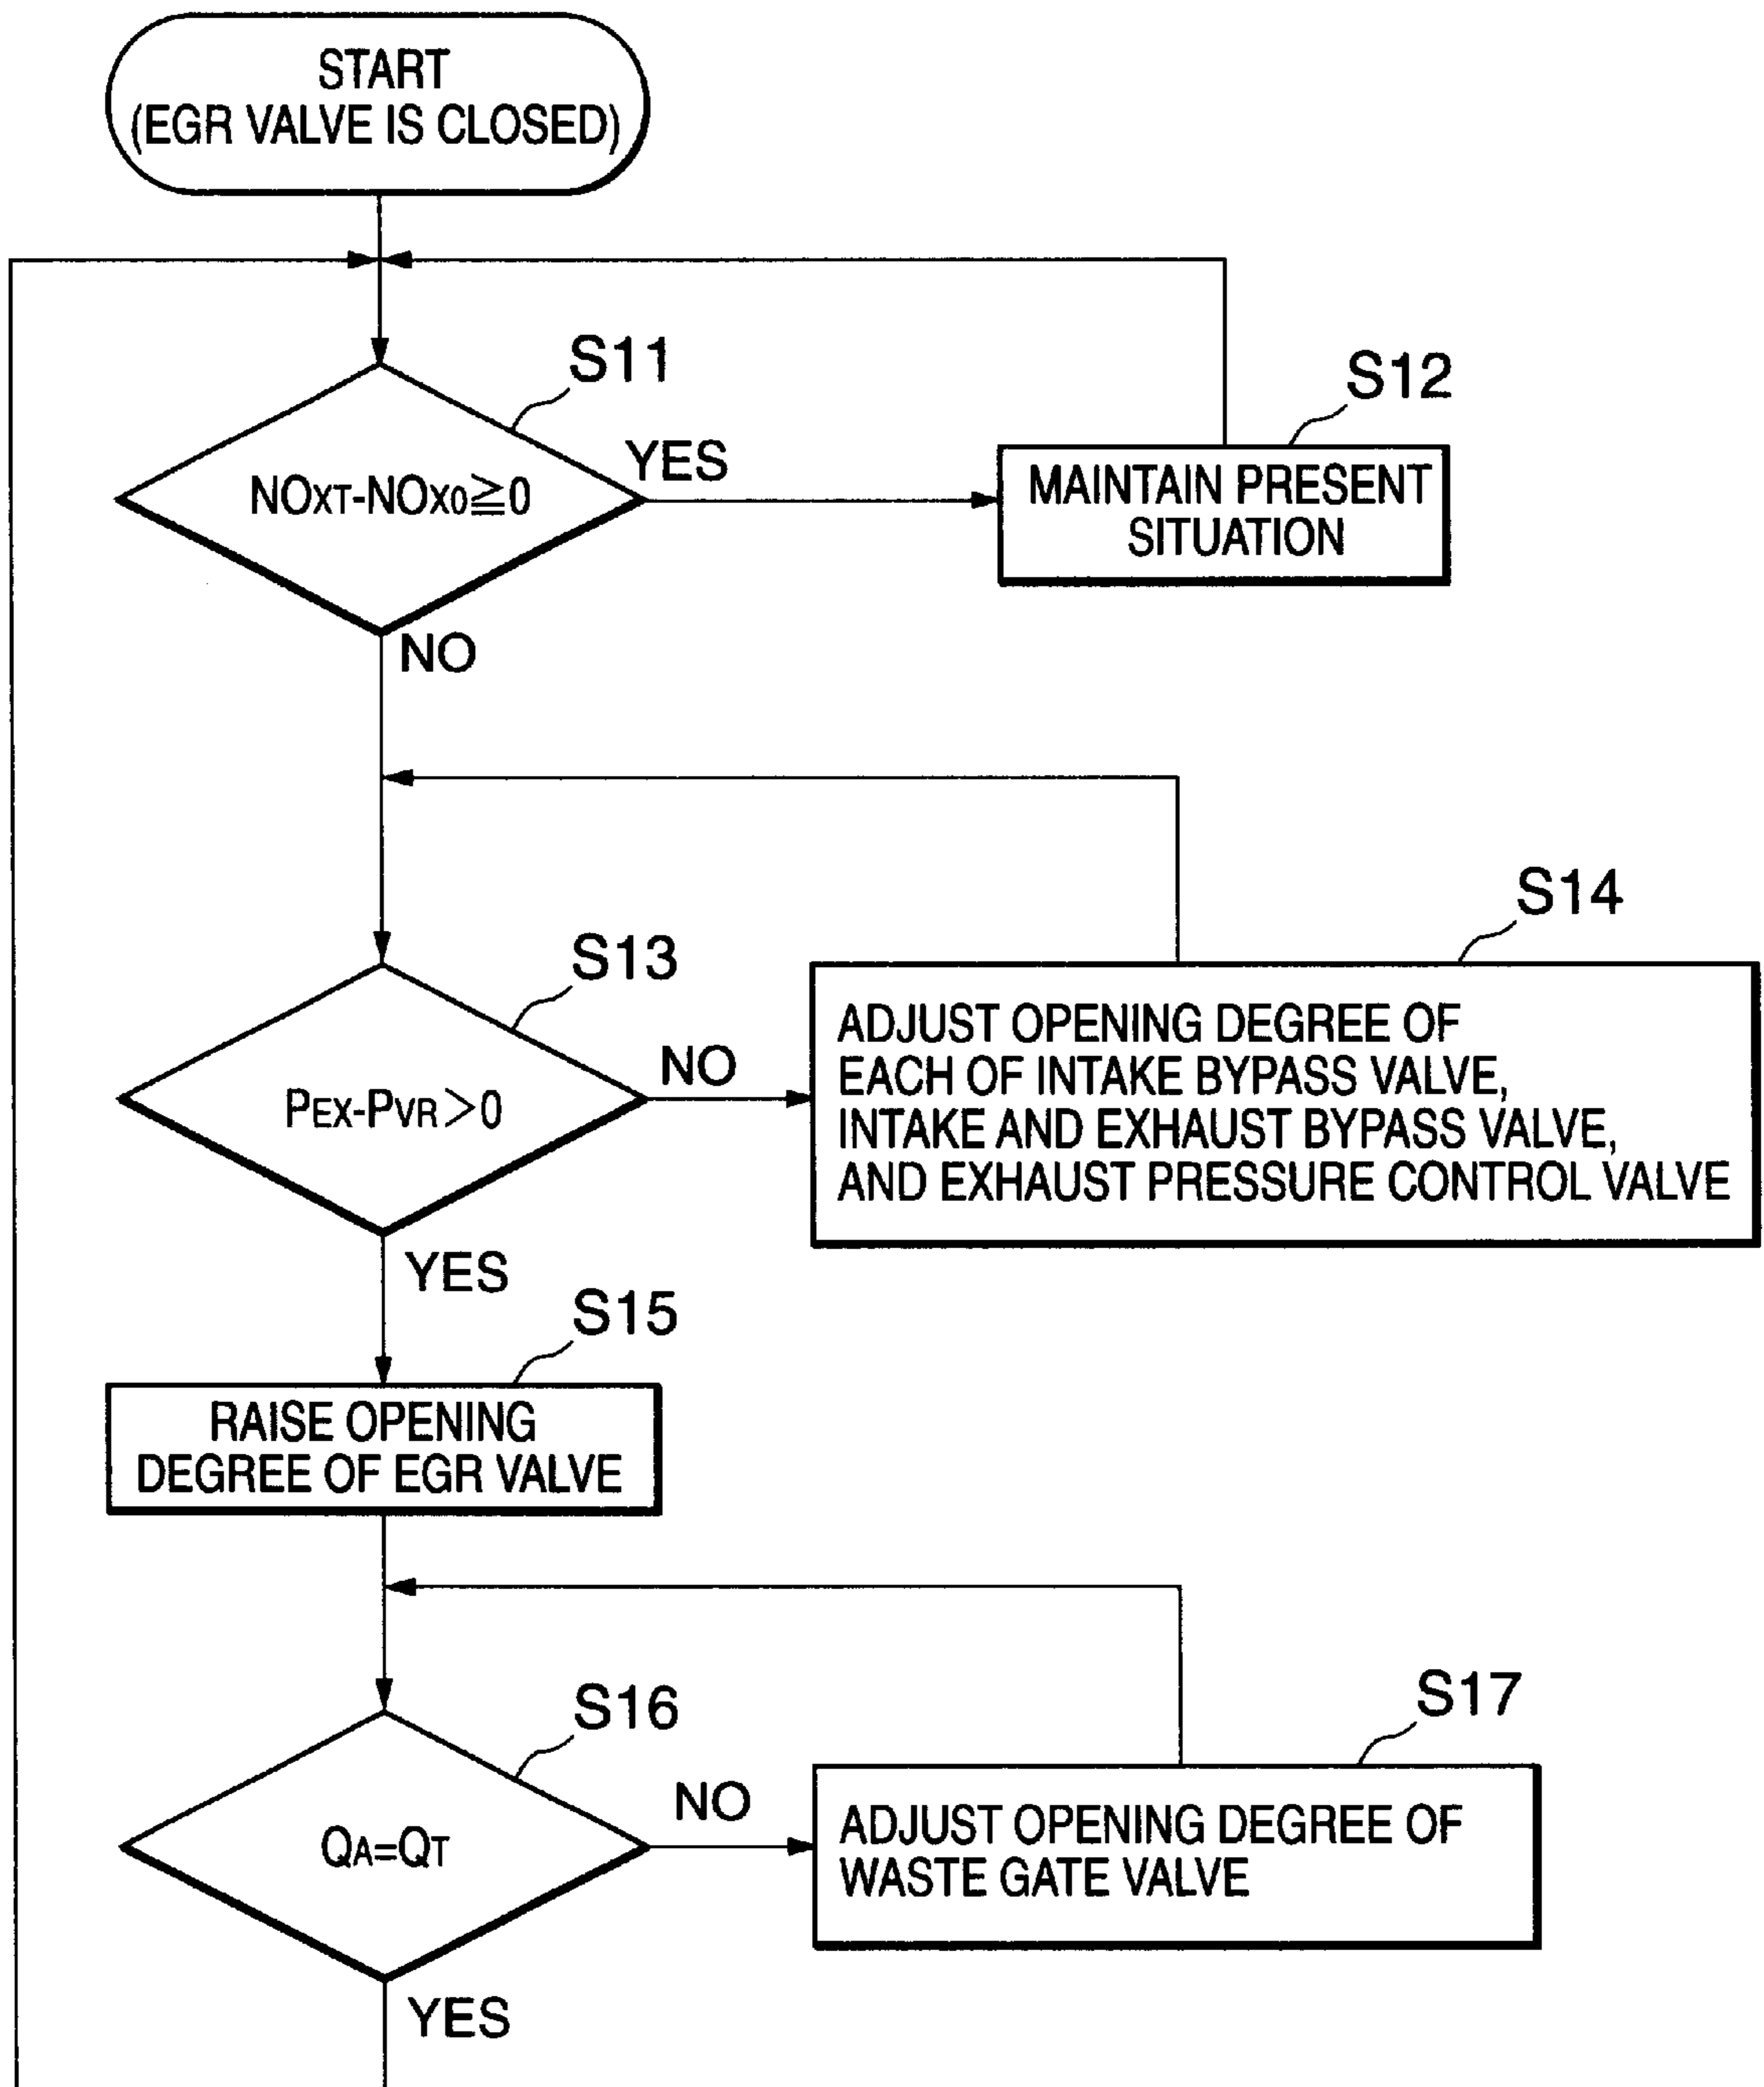 START
(EGR VALVE IS CLOSED)
S11
S12
YES
NOXT-NOX0≧0
MAINTAIN PRESENT
SITUATION
NO
S14
S13
ADJUST OPENING DEGREE OF
EACH OF INTAKE BYPASS VALVE,
INTAKE AND EXHAUST BYPASS VALVE,
AND EXHAUST PRESSURE CONTROL VALVE
NO
PEX-PVR>0
YES
S15
RAISE OPENING
DEGREE OF EGR VALVE
S16
S17
NO
ADJUST OPENING DEGREE OF
WASTE GATE VALVE
QA=QT
YES